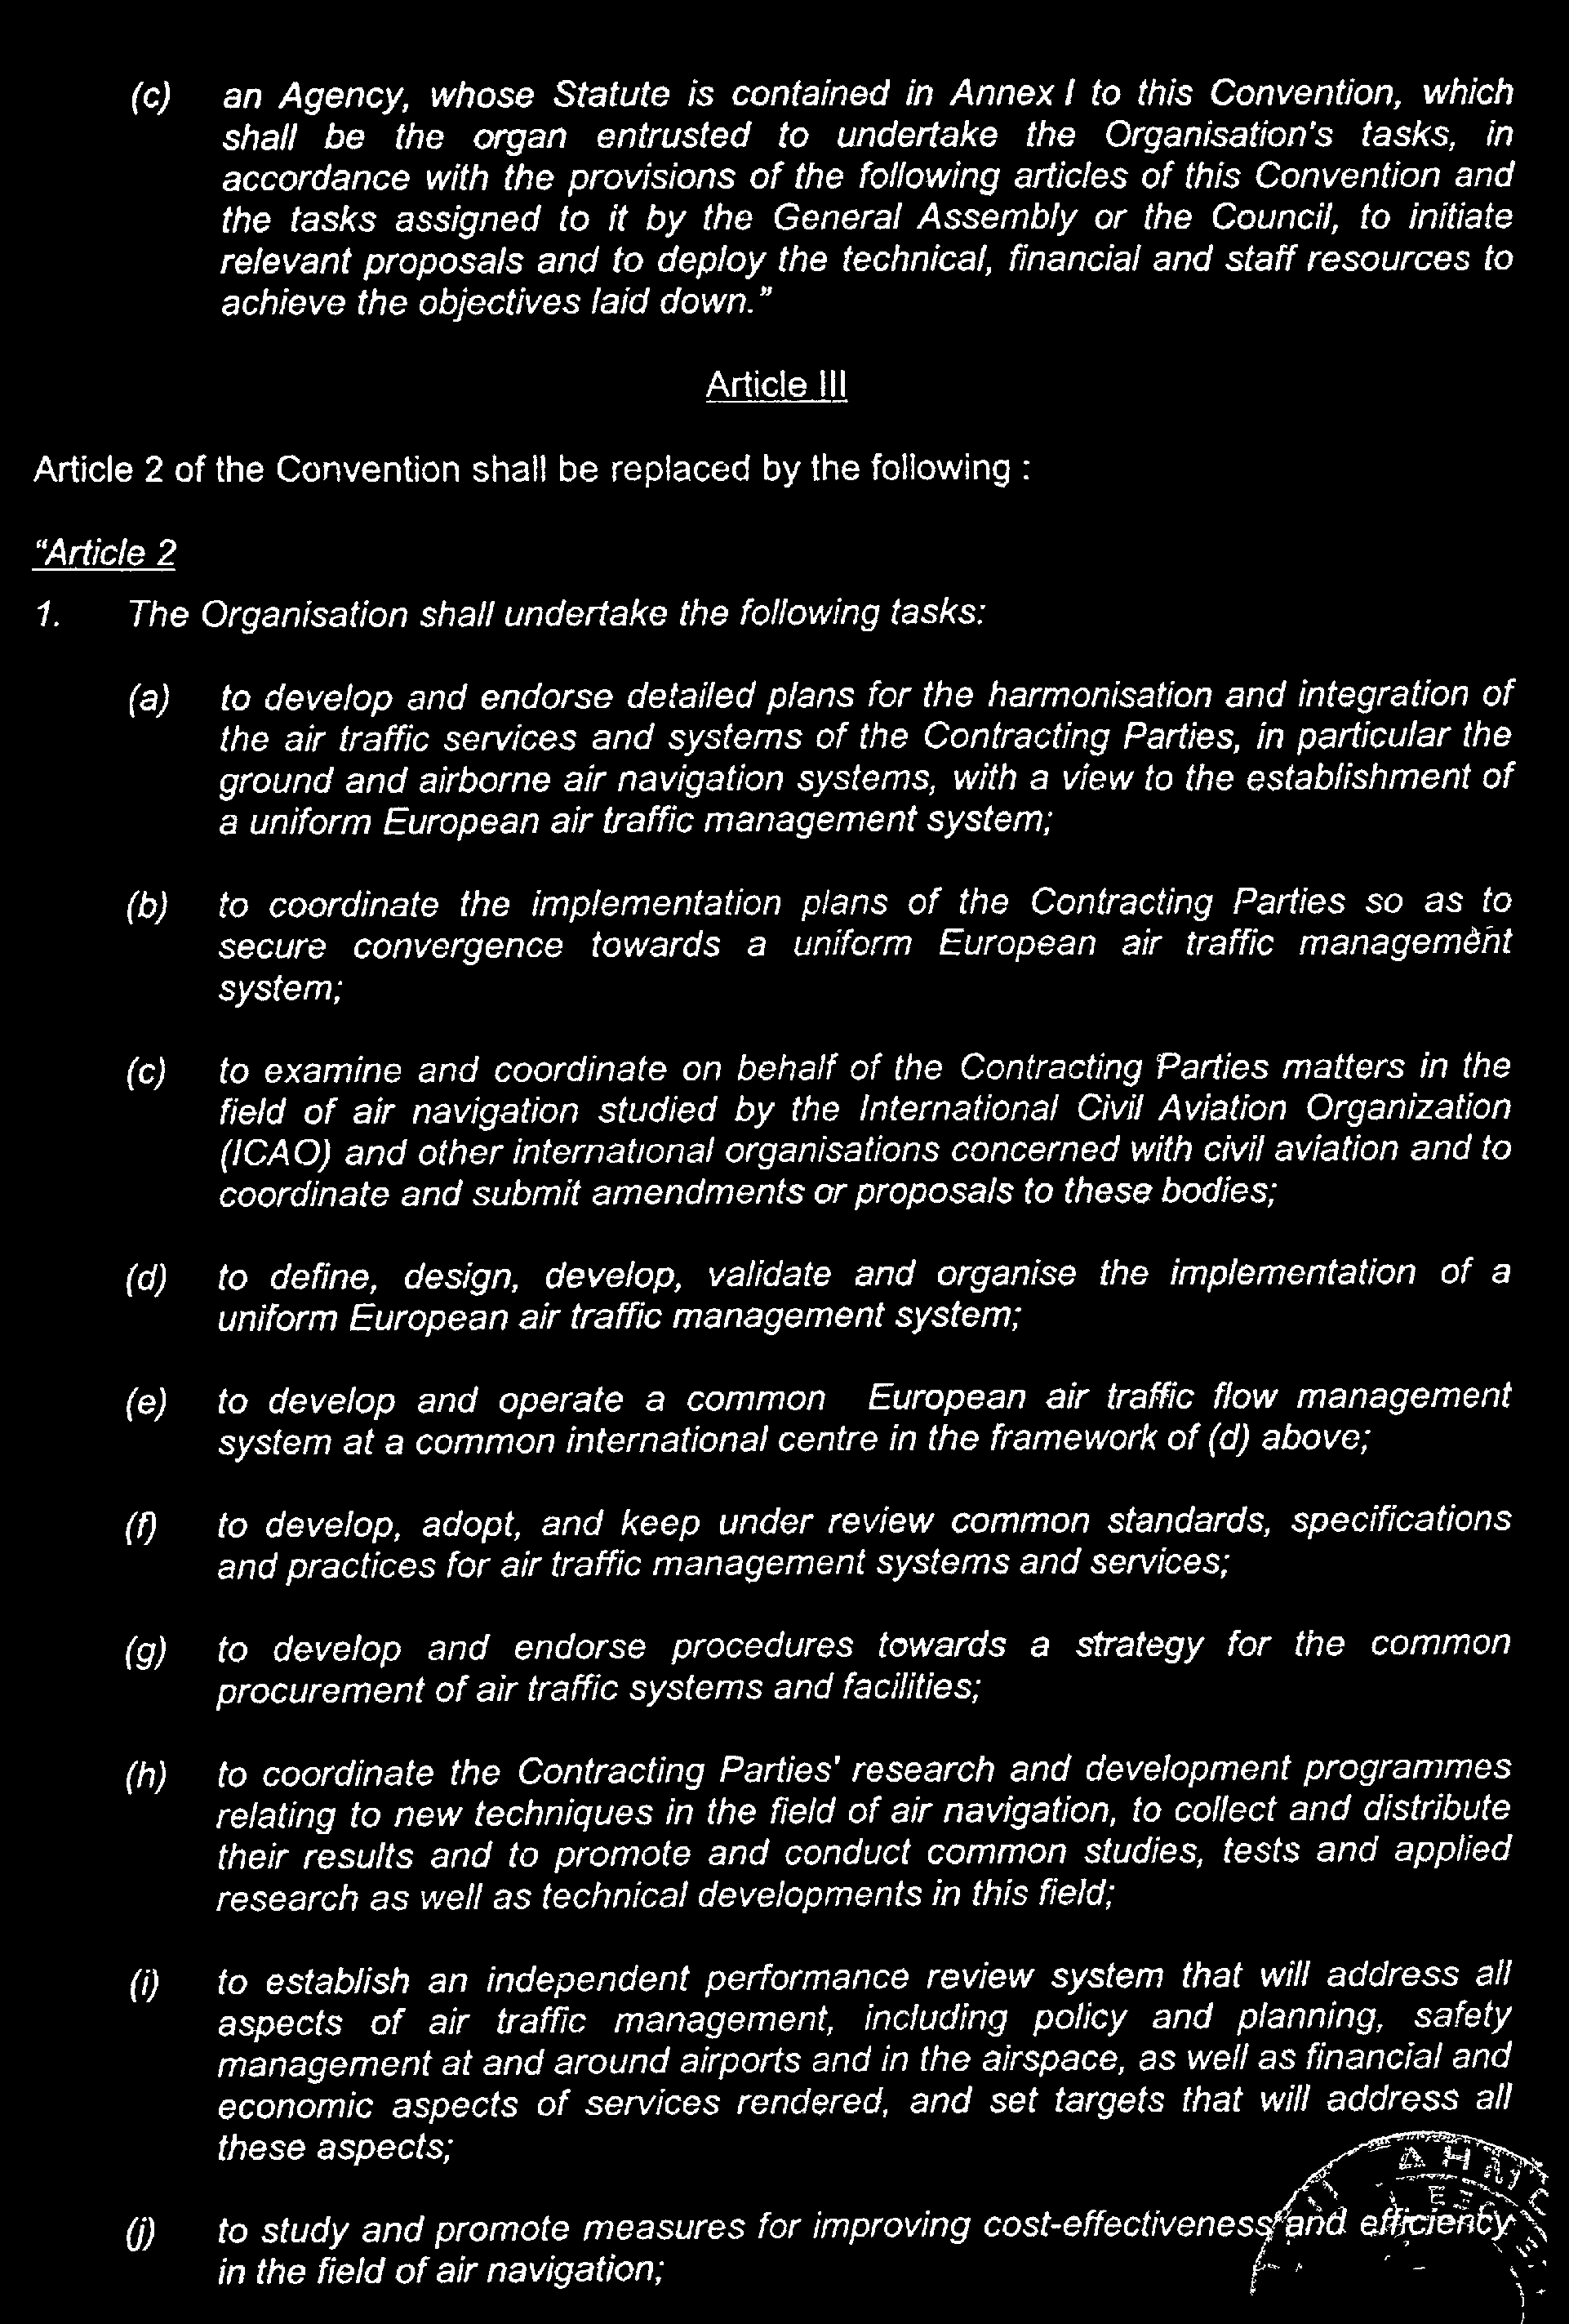 (c) an Agency, whose Statute is contained in Annex I to this Convention, which
shall be the organ entrusted to undertake the Organisation's tasks, in
accordance with the provisions of the following articles of this Convention and
the tasks assigned to it by the General Assembly or the Council, to initiate
relevant proposals and to deploy the technical, financial and staff resources to
achieve the objectives laid down."
Article III
Article 2 of the Convention shall be replaced by the following :
"Article 2
1. The Organisation shall undertake the following tasks:
(a) to develop and endorse detailed plans for the harmonisation and integration of
the air traffic services and systems of the Contracting Parties, in particular the
ground and airborne air navigation systems, with a view to the establishment of
a uniform European air traffic management system;
(b) to coordinate the implementation plans of the Contracting Parties so as to
secure convergence towards a uniform European air traffic management
system;
(c) to examine and coordinate on behalf of the Contracting Parties matters in the
field of air navigation studied by the International Civil Aviation Organization
(ICAO) and other international organisations concerned with civil aviation and to
coordinate and submit amendments or proposals to these bodies;
(d) to define, design, develop, validate and organise the implementation of a
uniform European air traffic management system;
(e) to develop and operate a common European air traffic flow management
system at a common international centre in the framework of (d) above;
(f) to develop, adopt, and keep under review common standards, specifications
and practices for air traffic management systems and services;
(g) to develop and endorse procedures towards a strategy for the common
procurement of air traffic systems and facilities;
(h) to coordinate the Contracting Parties' research and development programmes
relating to new techniques in the field of air navigation, to collect and distribute
their results and to promote and conduct common studies, tests and applied
research as well as technical developments in this field;
(i) to establish an independent performance review system that will address all
aspects of air traffic management, including policy and planning, safety
management at and around airports and in the airspace, as well as financial and
economic aspects of services rendered, and set targets that will address all
these aspects;
(j) to study and promote measures for improving cost-effectiveness and efficiency
in the field of air navigation;